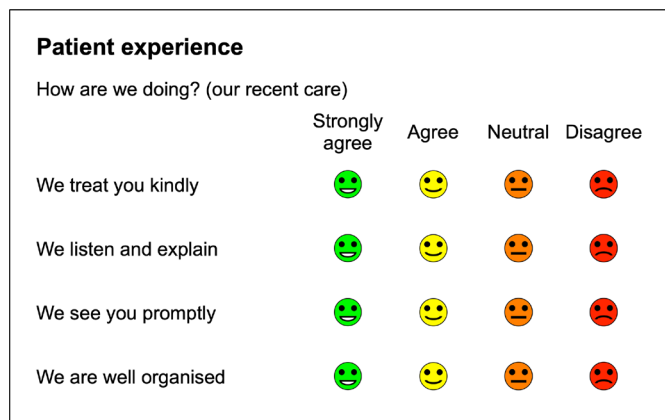 Patient experience
How are we doing? (our recent care)
Strongly agree Agree Neutral Disagree
We treat you kindly
We listen and explain
We see you promptly
We are well organised